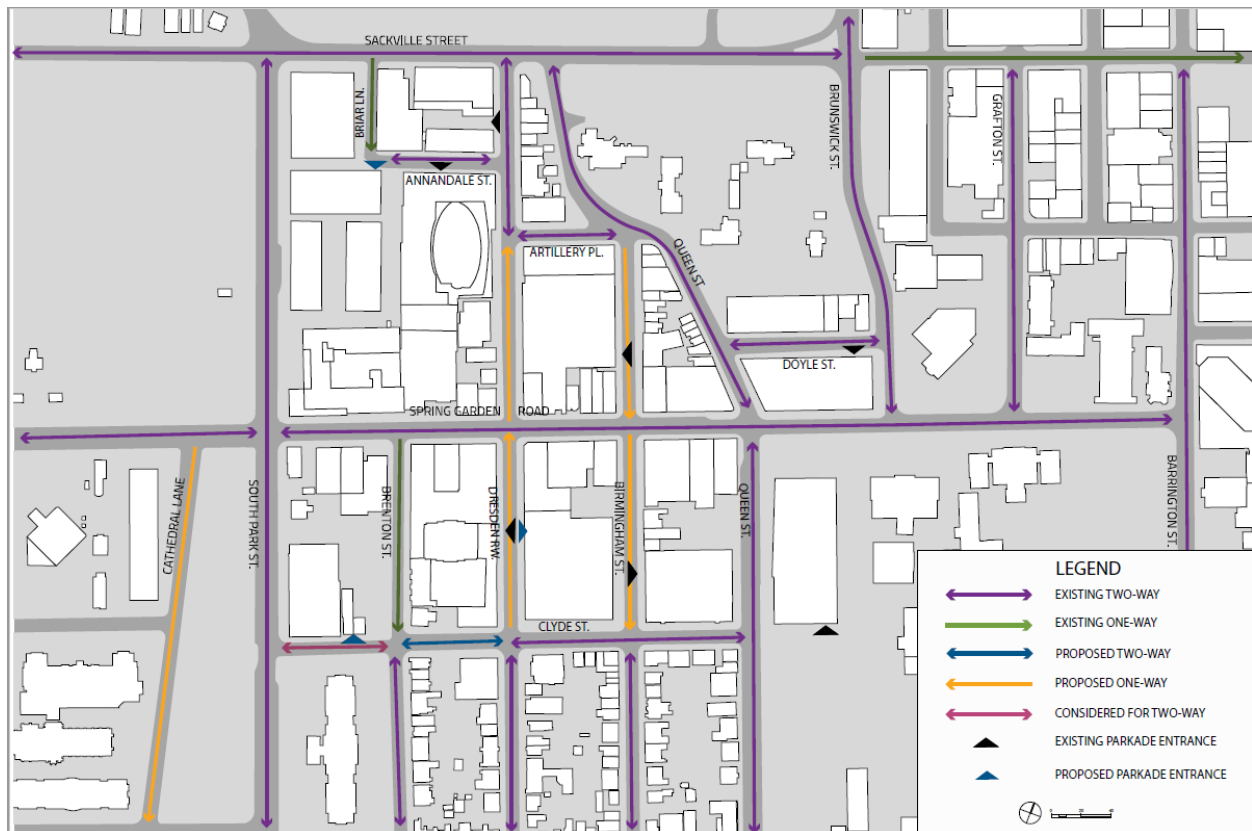 SACKVILLE STREET
BRIAR LN.
BRUNSWICK ST.
GRAFTON ST.
ANNANDALE ST.
ARTILLERY PL.
QUEEN ST
DOYLE ST.
SPRING GARDEN ROAD
CATHEDRAL LANE
SOUTH PARK ST.
BRENTON ST.
DRESDEN RW.
BIRMINGHAM ST.
QUEEN ST.
BARRINGTON ST.
CLYDE ST.
LEGEND
EXISTING TWO-WAY
EXISTING ONE-WAY
PROPOSED TWO-WAY
PROPOSED ONE-WAY
CONSIDERED FOR TWO-WAY
EXISTING PARKADE ENTRANCE
PROPOSED PARKADE ENTRANCE